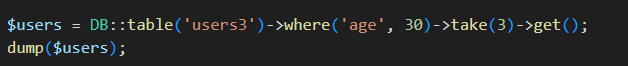 $users = DB::table('users3')->where('age', 30)->take(3)->get();
dump($users);